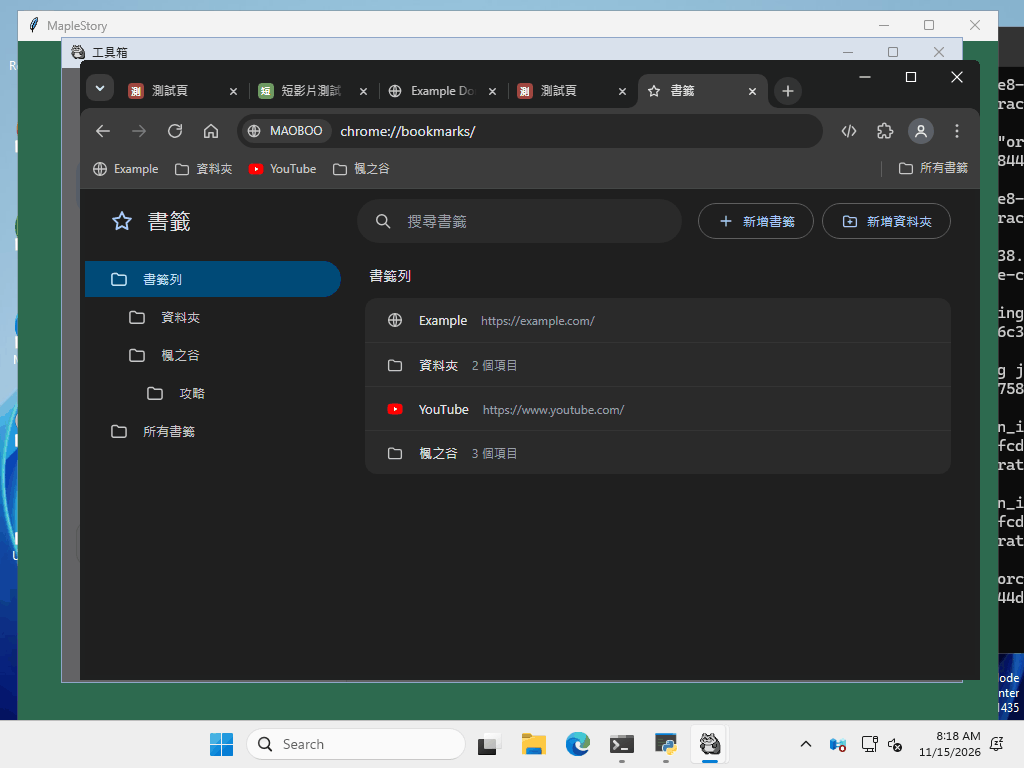 MapleStory
工具箱
測試頁
短影片測試
Example Do
測試頁
書籤
MAOBOO
chrome://bookmarks/
Example
資料夾
YouTube
楓之谷
所有書籤
書籤
搜尋書籤
新增書籤
新增資料夾
書籤列
資料夾
楓之谷
攻略
所有書籤
書籤列
Example https://example.com/
資料夾 2 個項目
YouTube https://www.youtube.com/
楓之谷 3 個項目
Search
8:18 AM
11/15/2026